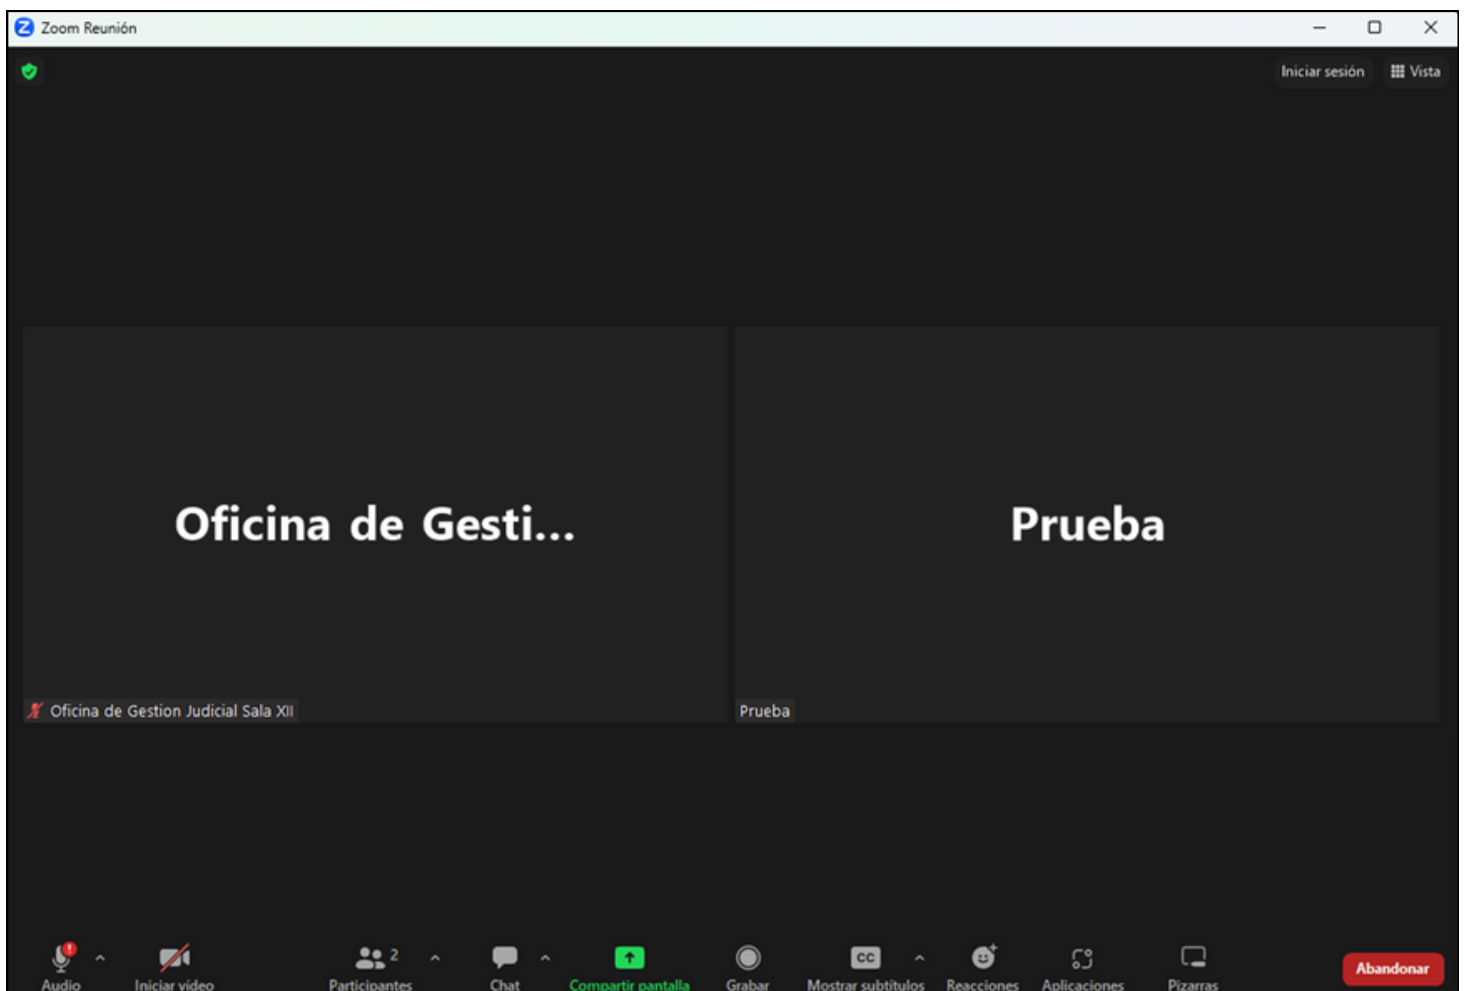 Zoom Reunión
Iniciar sesión Vista
Oficina de Gesti...
Prueba
Oficina de Gestion Judicial Sala XII
Prueba
2
CC
Audio Iniciar vídeo Participantes Chat Compartir pantalla Grabar Mostrar subtítulos Reacciones Aplicaciones Pizarras Abandonar